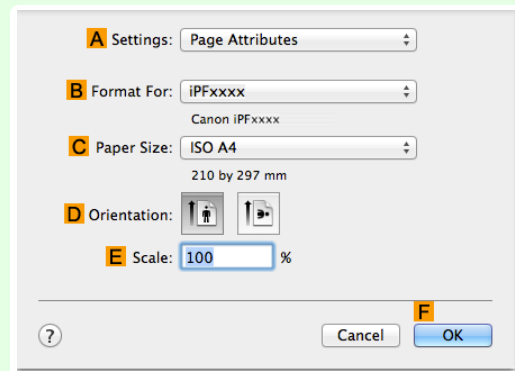 A Settings: Page Attributes
B Format For: iPFxxxx
Canon iPFxxxx
C Paper Size: ISO A4
210 by 297 mm
D Orientation:
E Scale: 100 %
F
? Cancel OK